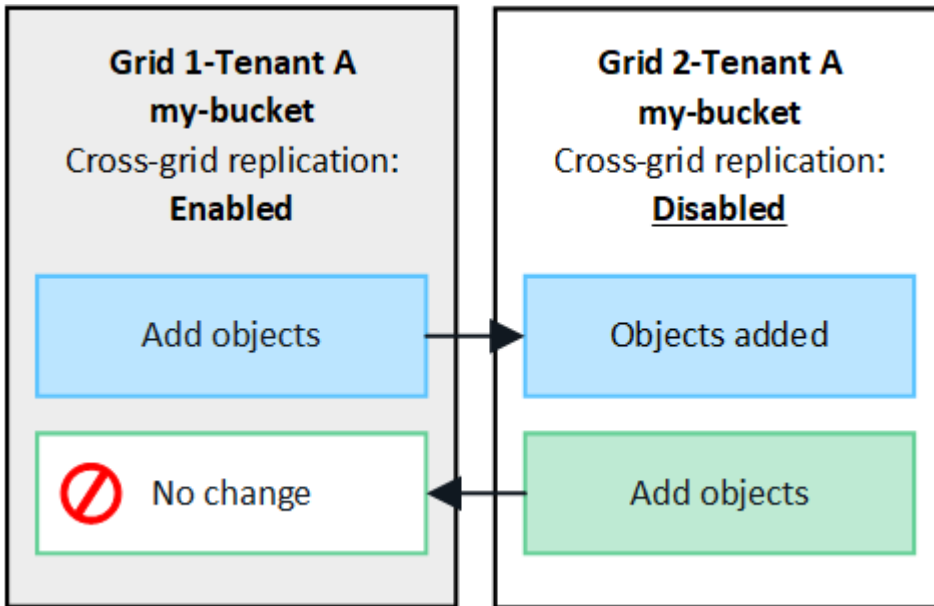 Grid 1-Tenant A
my-bucket
Cross-grid replication:
Enabled
Add objects
No change
Grid 2-Tenant A
my-bucket
Cross-grid replication:
Disabled
Objects added
Add objects